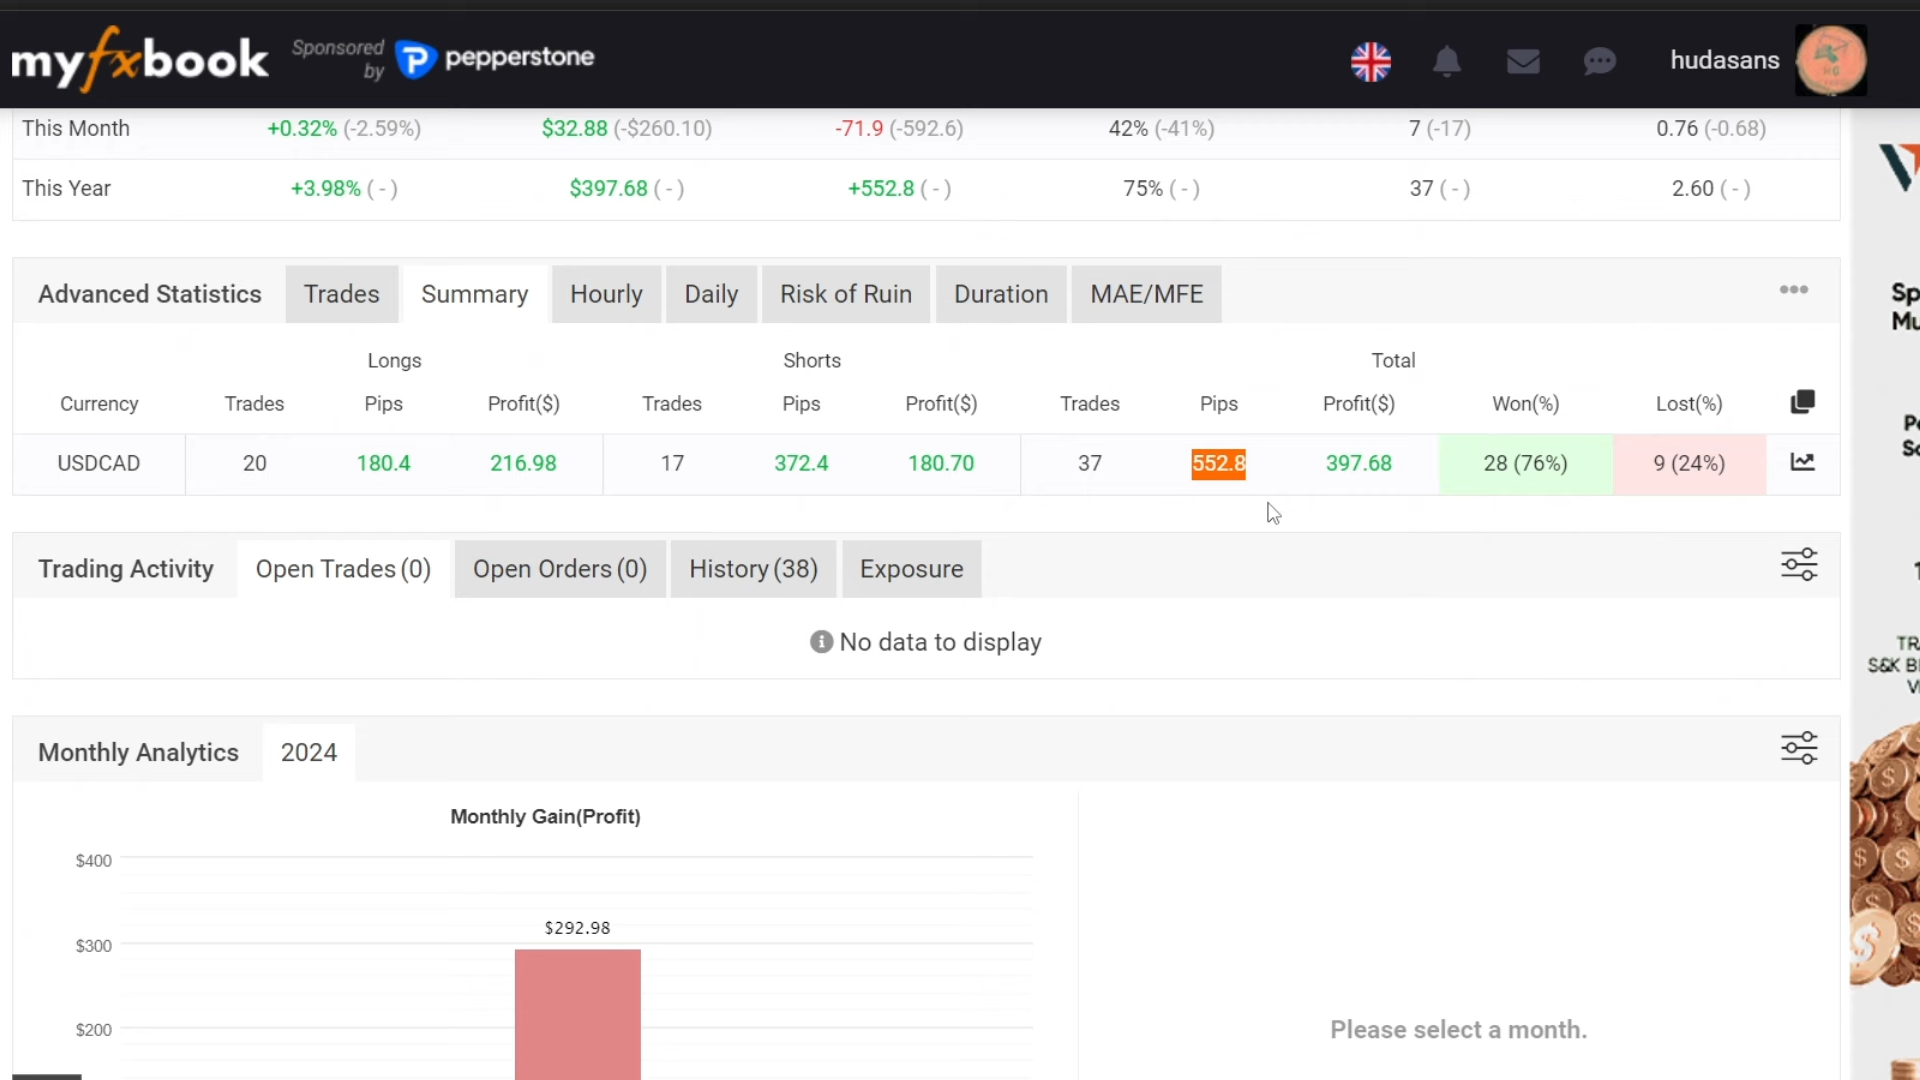 myfxbook Sponsored by pepperstone hudasans
This Month +0.32% (-2.59%) $32.88 (-$260.10) -71.9 (-592.6) 42% (-41%) 7 (-17) 0.76 (-0.68)
This Year +3.98% ( - ) $397.68 ( - ) +552.8 ( - ) 75% ( - ) 37 ( - ) 2.60 ( - )
Advanced Statistics Trades Summary Hourly Daily Risk of Ruin Duration MAE/MFE
Longs Shorts Total
Currency Trades Pips Profit($) Trades Pips Profit($) Trades Pips Profit($) Won(%) Lost(%)
USDCAD 20 180.4 216.98 17 372.4 180.70 37 552.8 397.68 28 (76%) 9 (24%)
Trading Activity Open Trades (0) Open Orders (0) History (38) Exposure
No data to display
Monthly Analytics 2024
Monthly Gain(Profit)
$400
$292.98
$300
$200
Please select a month.